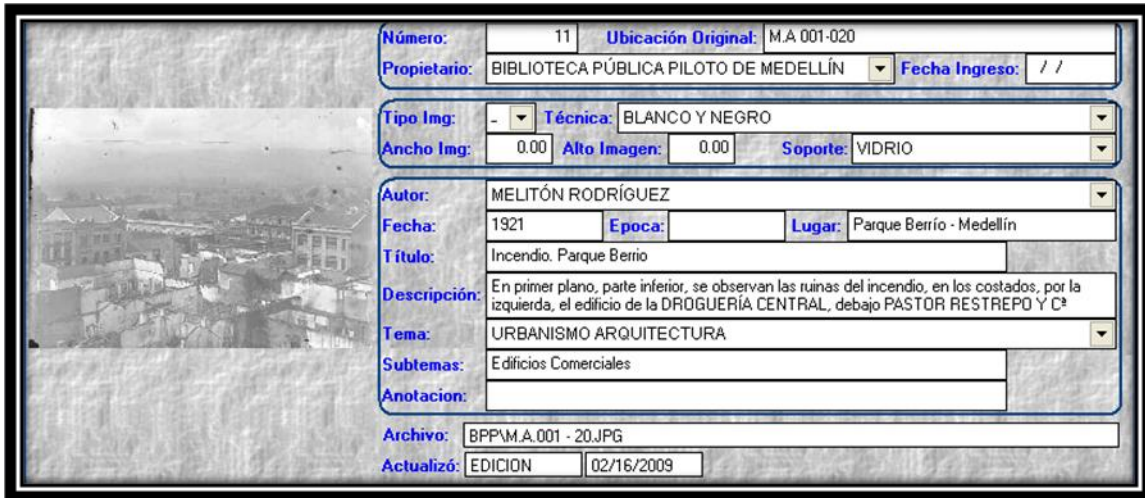 Número: 11 Ubicación Original: M.A 001-020
Propietario: BIBLIOTECA PÚBLICA PILOTO DE MEDELLÍN Fecha Ingreso: / /
Tipo Img: - Técnica: BLANCO Y NEGRO
Ancho Img: 0.00 Alto Imagen: 0.00 Soporte: VIDRIO
Autor: MELITÓN RODRÍGUEZ
Fecha: 1921 Epoca: Lugar: Parque Berrío - Medellín
Título: Incendio. Parque Berrio
Descripción: En primer plano, parte inferior, se observan las ruinas del incendio, en los costados, por la
izquierda, el edificio de la DROGUERÍA CENTRAL, debajo PASTOR RESTREPO Y Cª
Tema: URBANISMO ARQUITECTURA
Subtemas: Edificios Comerciales
Anotacion:
Archivo: BPP\M.A.001 - 20.JPG
Actualizó: EDICION 02/16/2009